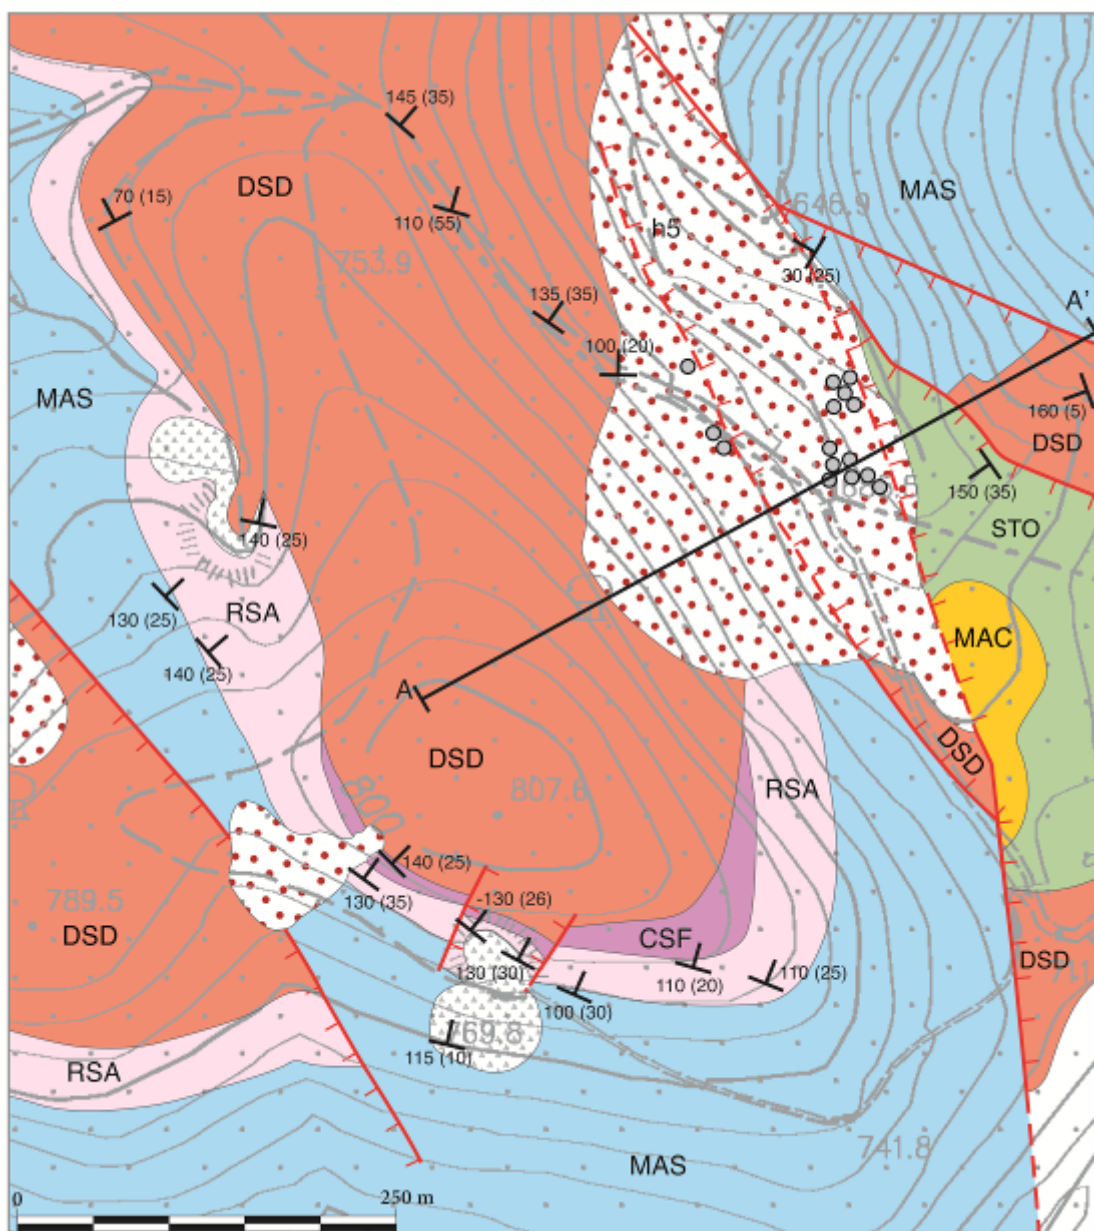 145 (35)
DSD
MAS
70 (15)
646.9
110 (55)
h5
753.9
30 (25)
135 (35)
A'
100 (20)
MAS
160 (5)
DSD
150 (35)
140 (25)
STO
RSA
130 (25)
MAC
140 (25)
A
DSD
DSD
807.6
RSA
800
140 (25)
789.5
130 (35)
-130 (26)
DSD
CSF
DSD
130 (30)
110 (20)
110 (25)
100 (30)
769.8
115 (10)
RSA
741.8
MAS
0
250 m